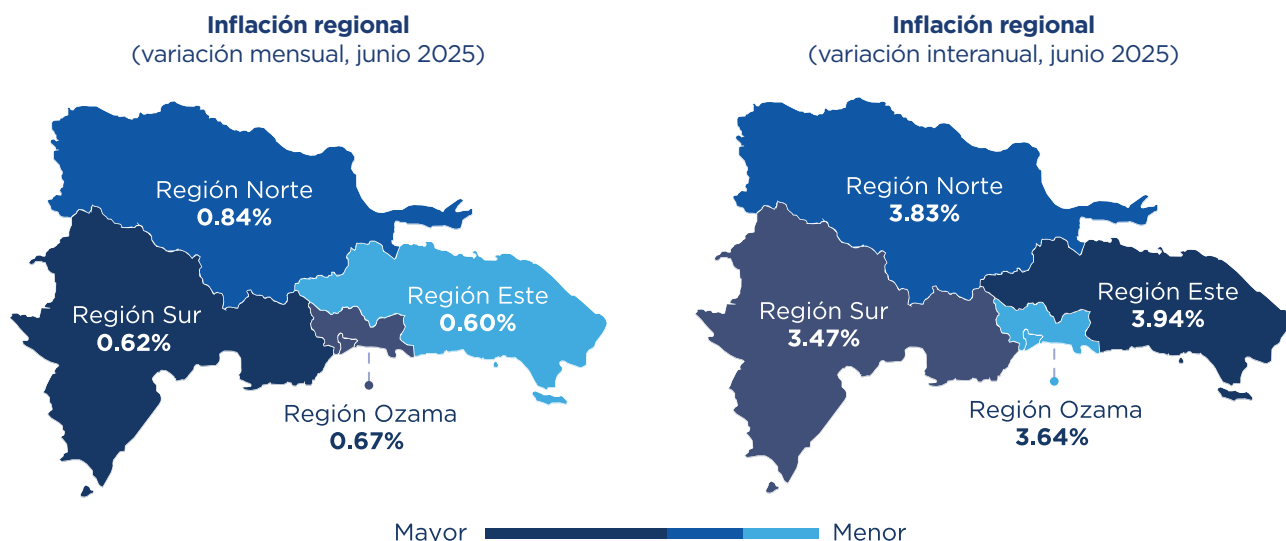 Inflación regional
(variación mensual, junio 2025)
Región Norte
0.84%
Región Sur
0.62%
Región Este
0.60%
Región Ozama
0.67%
Inflación regional
(variación interanual, junio 2025)
Región Norte
3.83%
Región Sur
3.47%
Región Este
3.94%
Región Ozama
3.64%
Mayor Menor